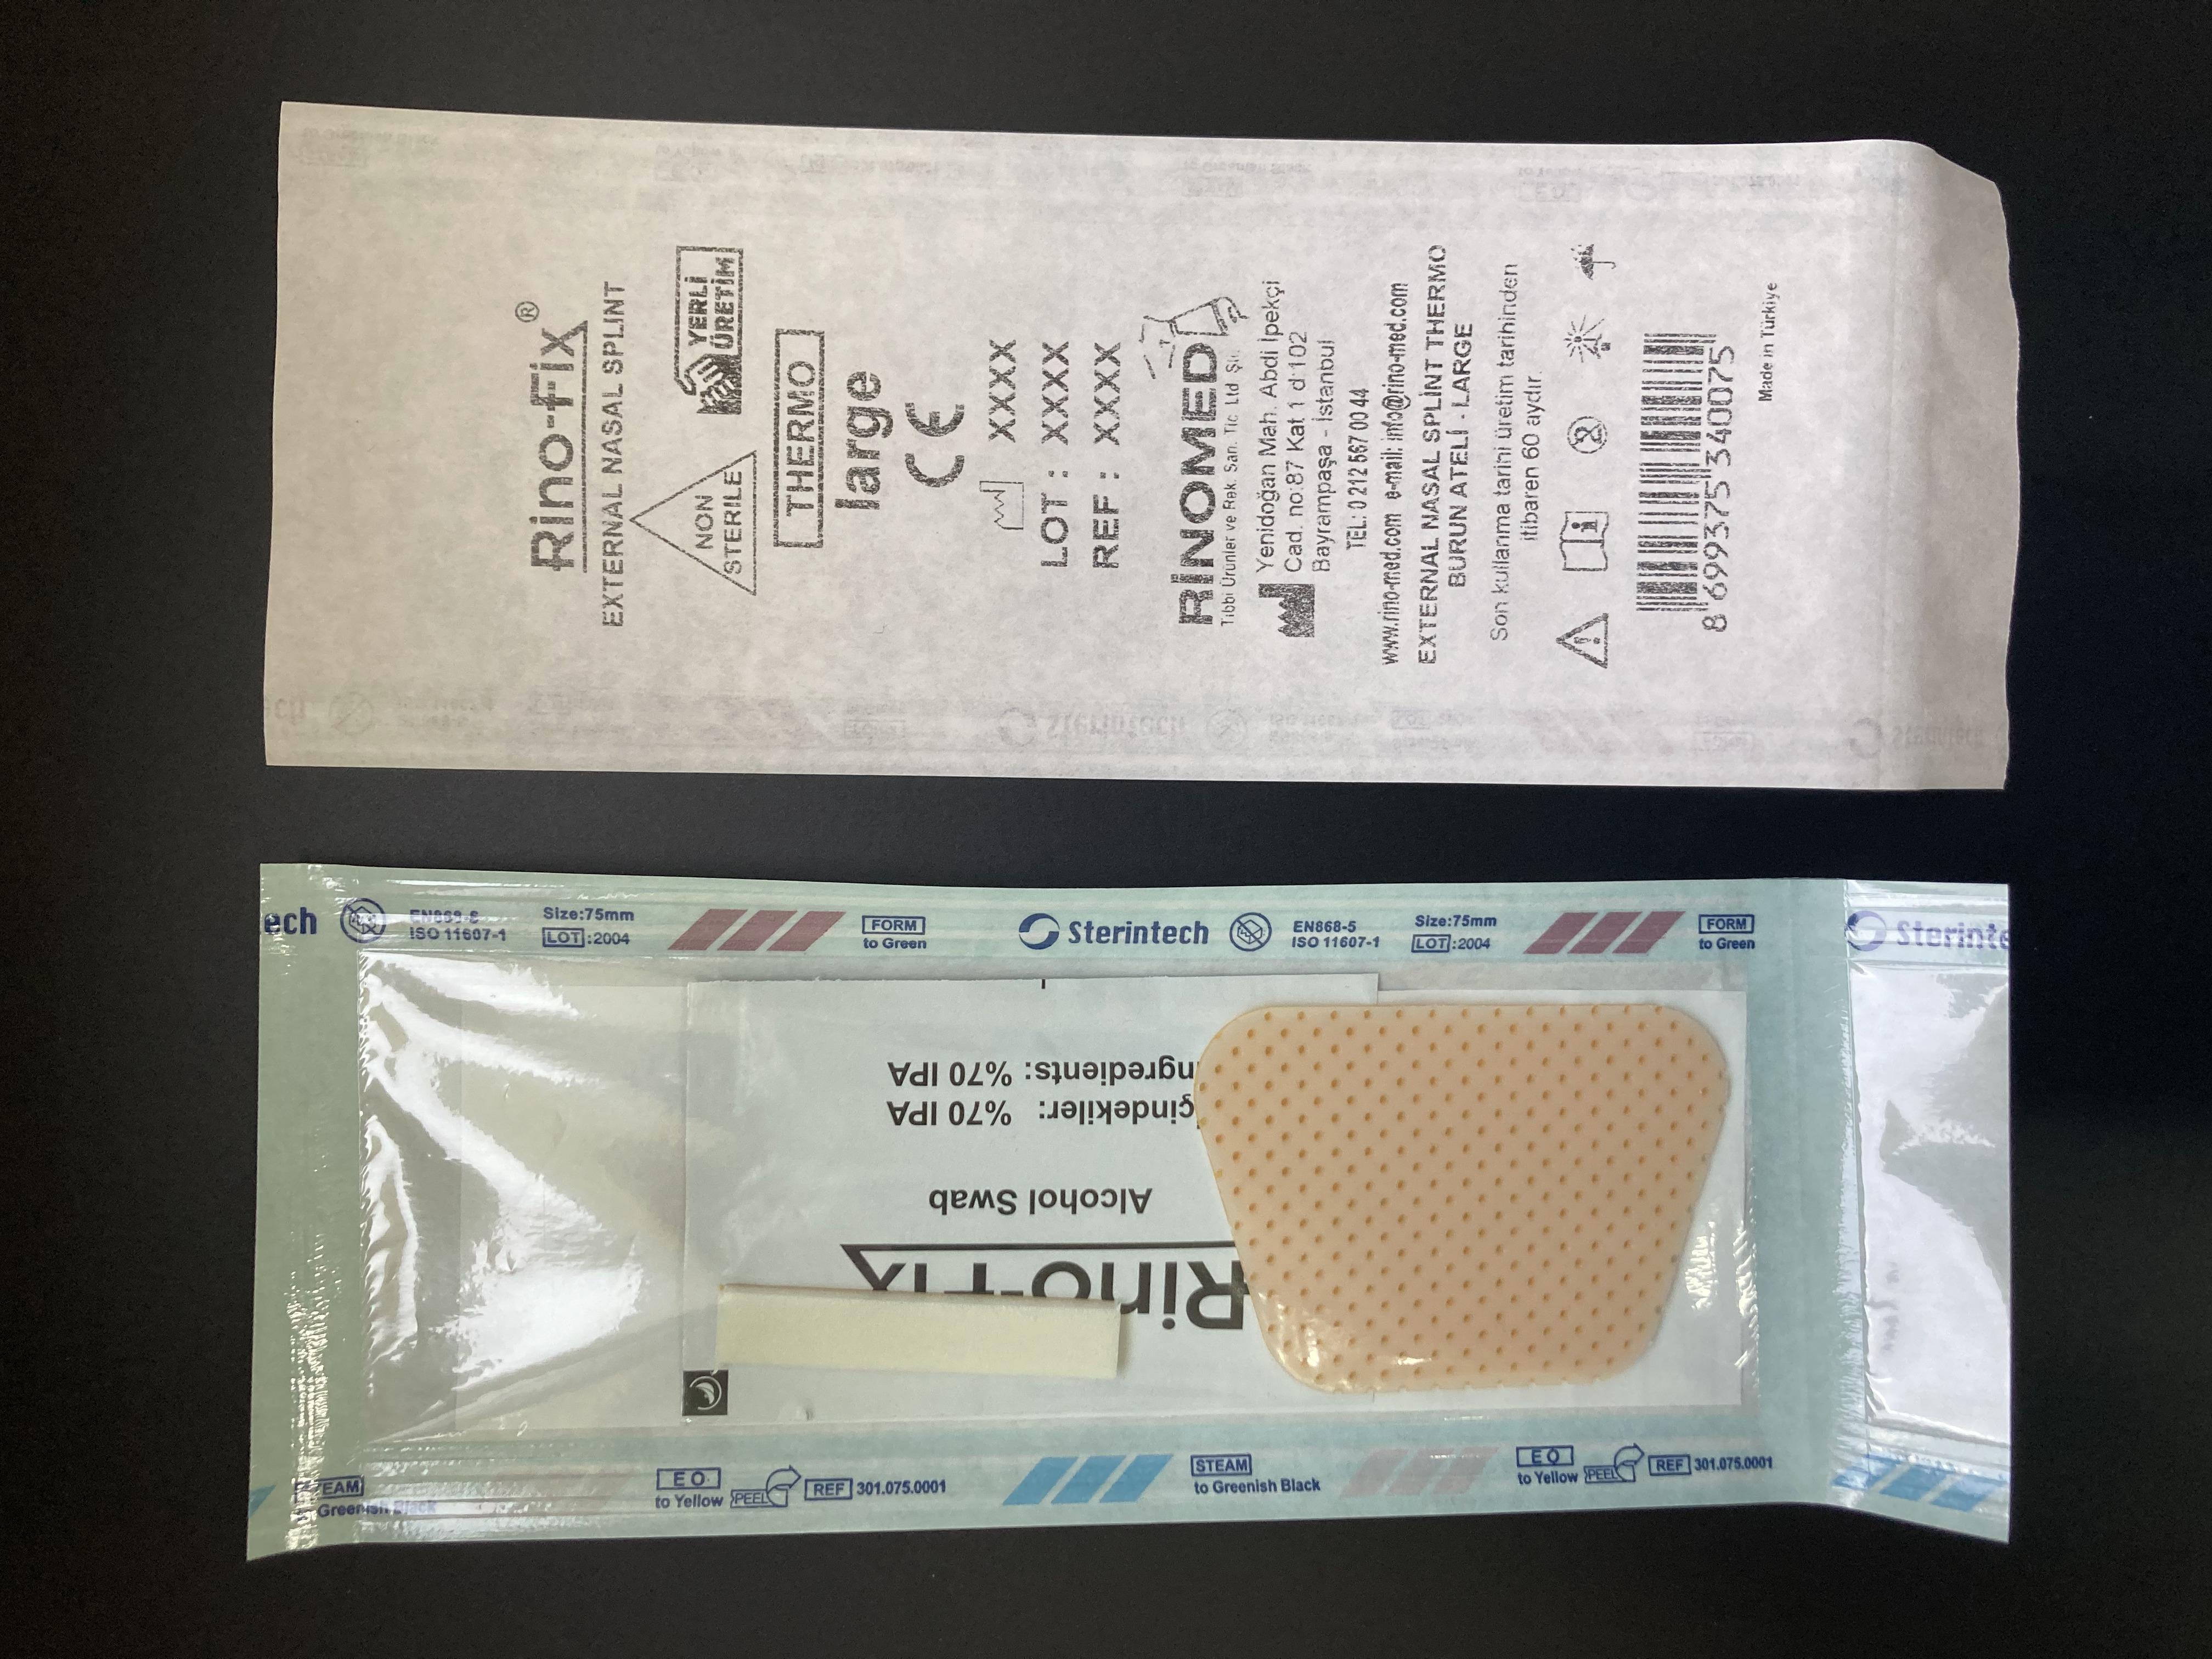 Rino-Fix®
EXTERNAL NASAL SPLINT
NON
STERILE
YERLİ
ÜRETİM
THERMO
large
CE
XXXX
LOT : XXXX
REF : XXXX
RİNOMED
Tıbbi Ürünler ve Rek. San. Tic. Ltd. Şti.
Yenidoğan Mah. Abdi İpekçi
Cad. no:87 Kat 1 d:102
Bayrampaşa - İstanbul
TEL: 0 212 567 00 44
www.rino-med.com e-mail: info@rino-med.com
EXTERNAL NASAL SPLINT THERMO
BURUN ATELİ - LARGE
Son kullanma tarihi üretim tarihinden
itibaren 60 aydır.
8 699375 340075
Made in Türkiye
ech
EN868-5
ISO 11607-1
Size:75mm
LOT:2004
FORM
to Green
Sterintech
EN868-5
ISO 11607-1
Size:75mm
LOT:2004
FORM
to Green
Sterinte
Rino-Fix
Alcohol Swab
çindekiler: %70 IPA
ngredients: %70 IPA
EAM
Greenish Black
EO
to Yellow
PEEL
REF 301.075.0001
STEAM
to Greenish Black
EO
to Yellow
PEEL
REF 301.075.0001